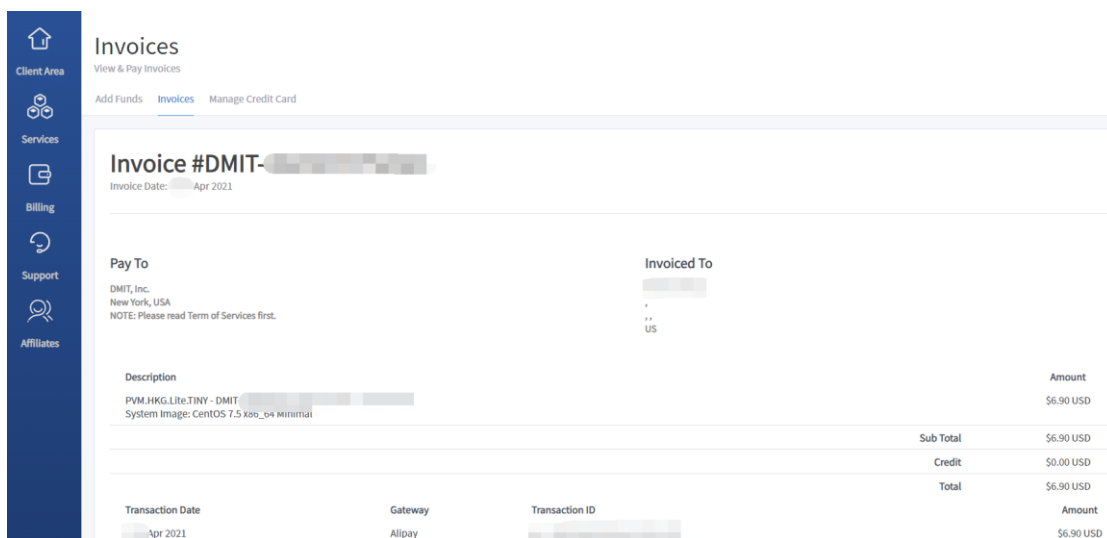 Client Area
Services
Billing
Support
Affiliates
Invoices
View & Pay Invoices
Add Funds Invoices Manage Credit Card
Invoice #DMIT-
Invoice Date: Apr 2021
Pay To
DMIT, Inc.
New York, USA
NOTE: Please read Term of Services first.
Invoiced To
,
, ,
US
Description Amount
PVM.HKG.Lite.TINY - DMIT $6.90 USD
System Image: CentOS 7.5 x86_64 Minimal
Sub Total $6.90 USD
Credit $0.00 USD
Total $6.90 USD
Transaction Date Gateway Transaction ID Amount
Apr 2021 Alipay $6.90 USD